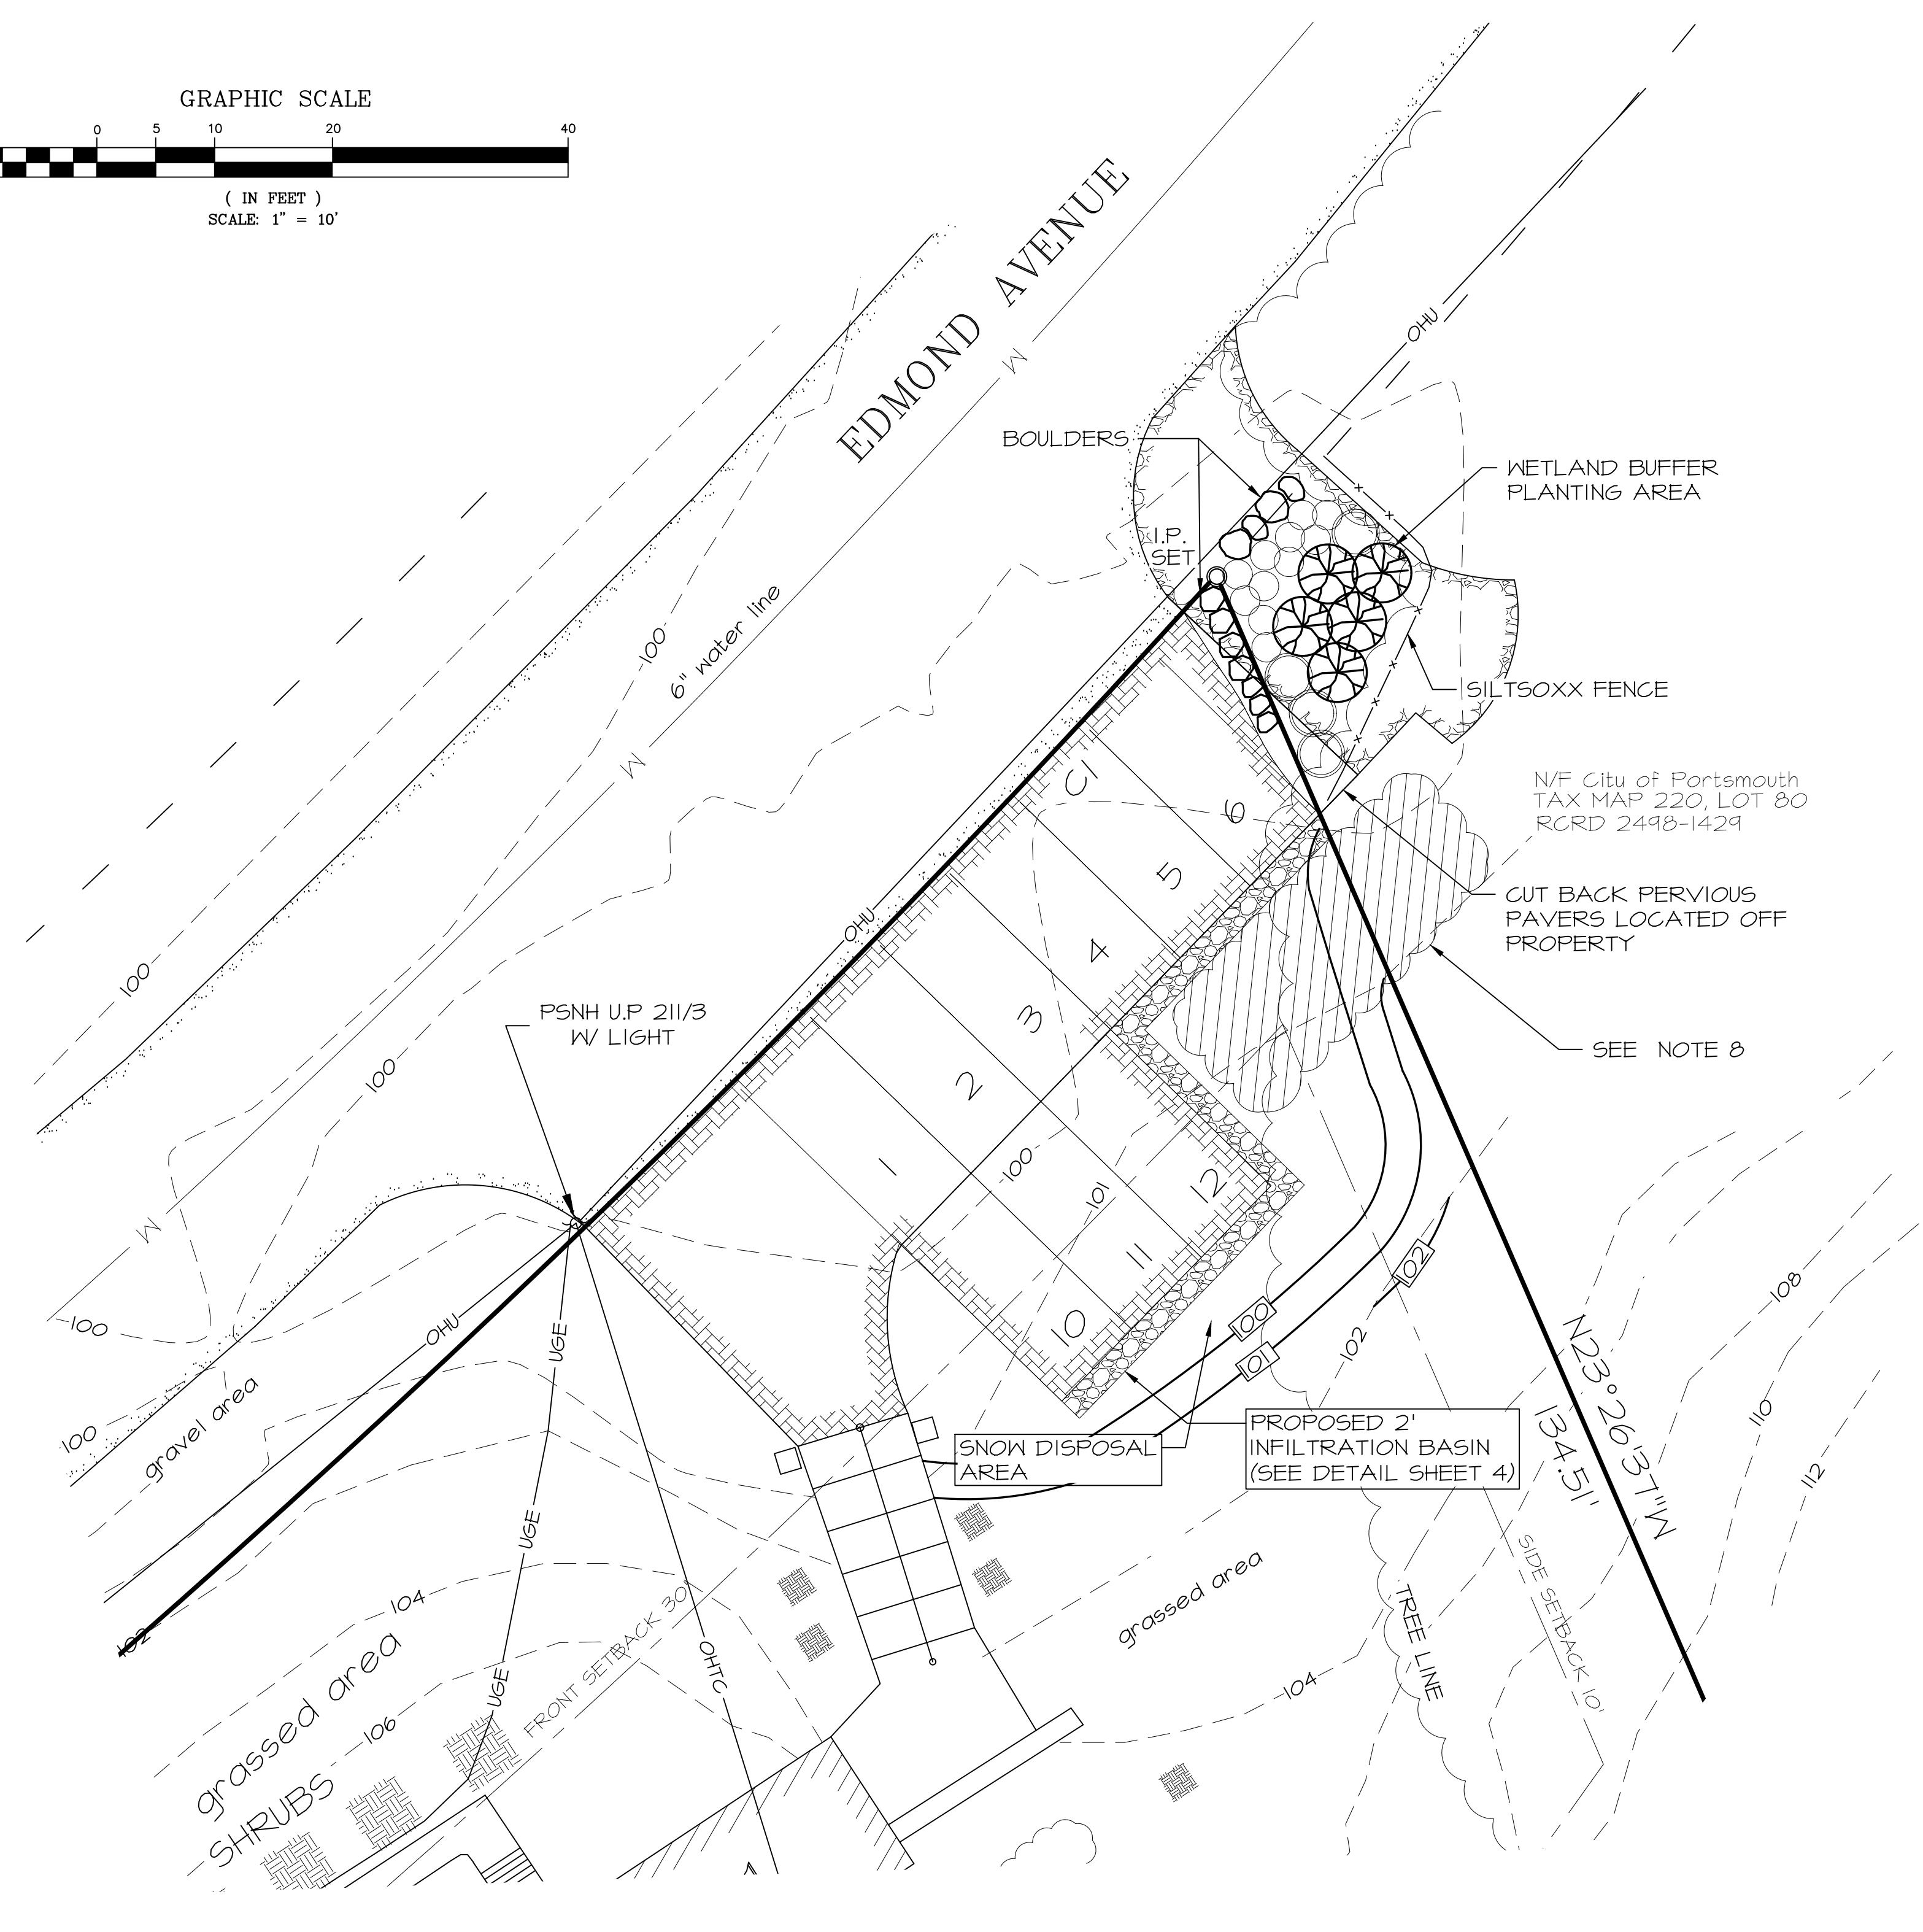 GRAPHIC SCALE
0 5 10 20 40
( IN FEET )
SCALE: 1" = 10'
EDMOND AVENUE
W
OHU
BOULDERS
WETLAND BUFFER
PLANTING AREA
I.P.
SET
6" water line
100
W
SILTSOXX FENCE
C1
6
5
4
3
2
1
N/F City of Portsmouth
TAX MAP 220, LOT 80
RCRD 2498-1429
CUT BACK PERVIOUS
PAVERS LOCATED OFF
PROPERTY
OHU
100
PSNH U.P 211/3
W/ LIGHT
SEE NOTE 8
100
100
101
12
11
10
W
100
OHU
UGE
100
101
102
102
108
110
112
N23°26'37"W
134.51'
100
gravel area
SNOW DISPOSAL
AREA
PROPOSED 2'
INFILTRATION BASIN
(SEE DETAIL SHEET 4)
UGE
102
104
grassed area
106
SHRUBS
UGE
FRONT SETBACK 30'
OHTC
grassed area
104
TREE LINE
SIDE SETBACK 10'